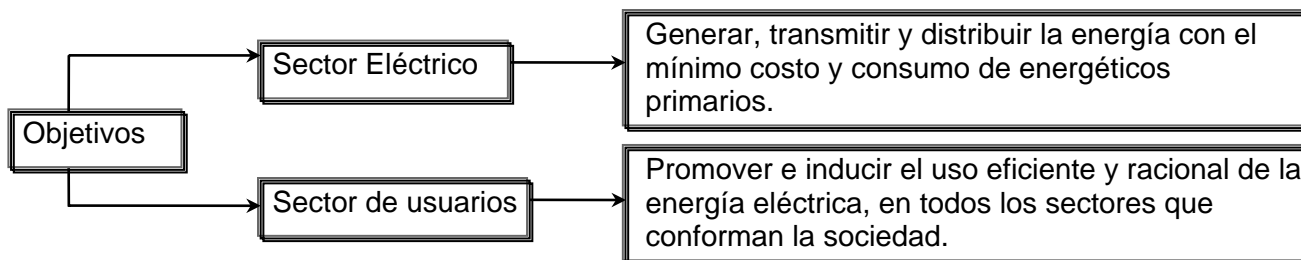 Objetivos
Sector Eléctrico
Generar, transmitir y distribuir la energía con el
mínimo costo y consumo de energéticos
primarios.
Sector de usuarios
Promover e inducir el uso eficiente y racional de la
energía eléctrica, en todos los sectores que
conforman la sociedad.